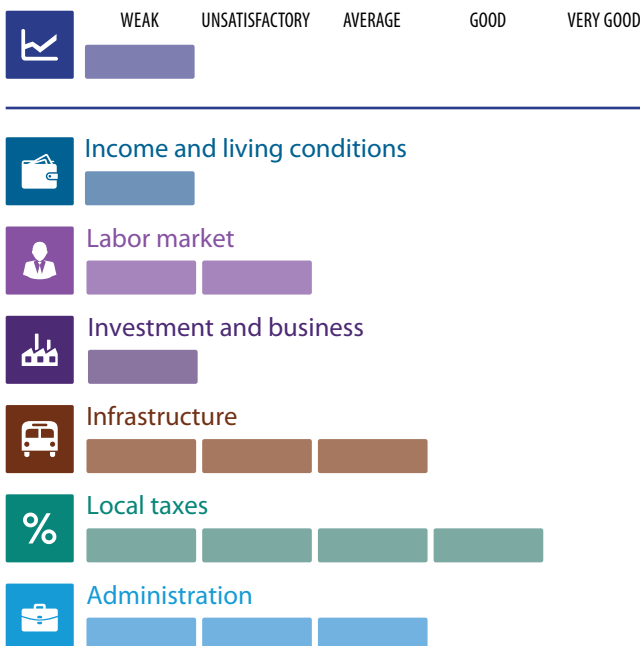 WEAK UNSATISFACTORY AVERAGE GOOD VERY GOOD
Income and living conditions
Labor market
Investment and business
Infrastructure
Local taxes
%
Administration